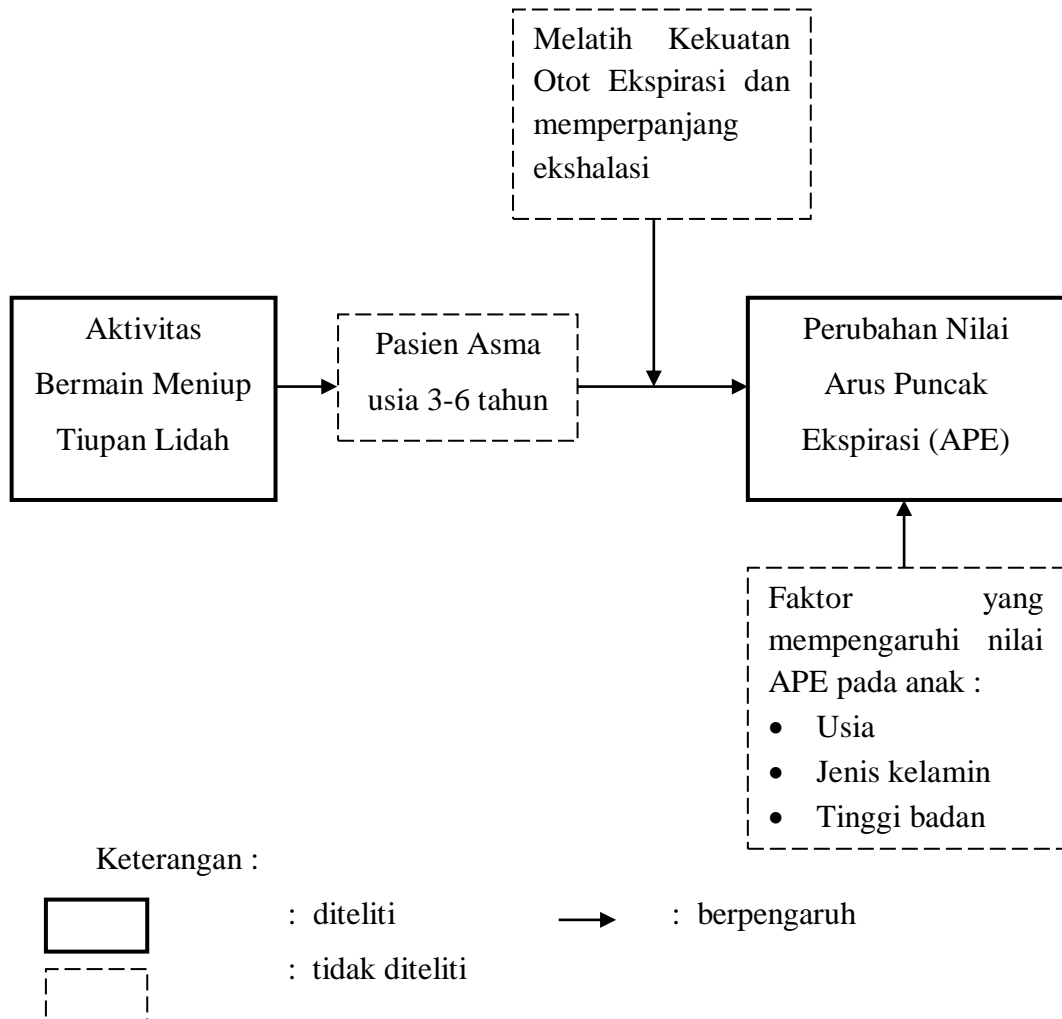 Melatih Kekuatan
Otot Ekspirasi dan
memperpanjang
ekshalasi
Aktivitas
Bermain Meniup
Tiupan Lidah
Pasien Asma
usia 3-6 tahun
Perubahan Nilai
Arus Puncak
Ekspirasi (APE)
Faktor yang
mempengaruhi nilai
APE pada anak :
• Usia
• Jenis kelamin
• Tinggi badan
Keterangan :
: diteliti
: berpengaruh
: tidak diteliti